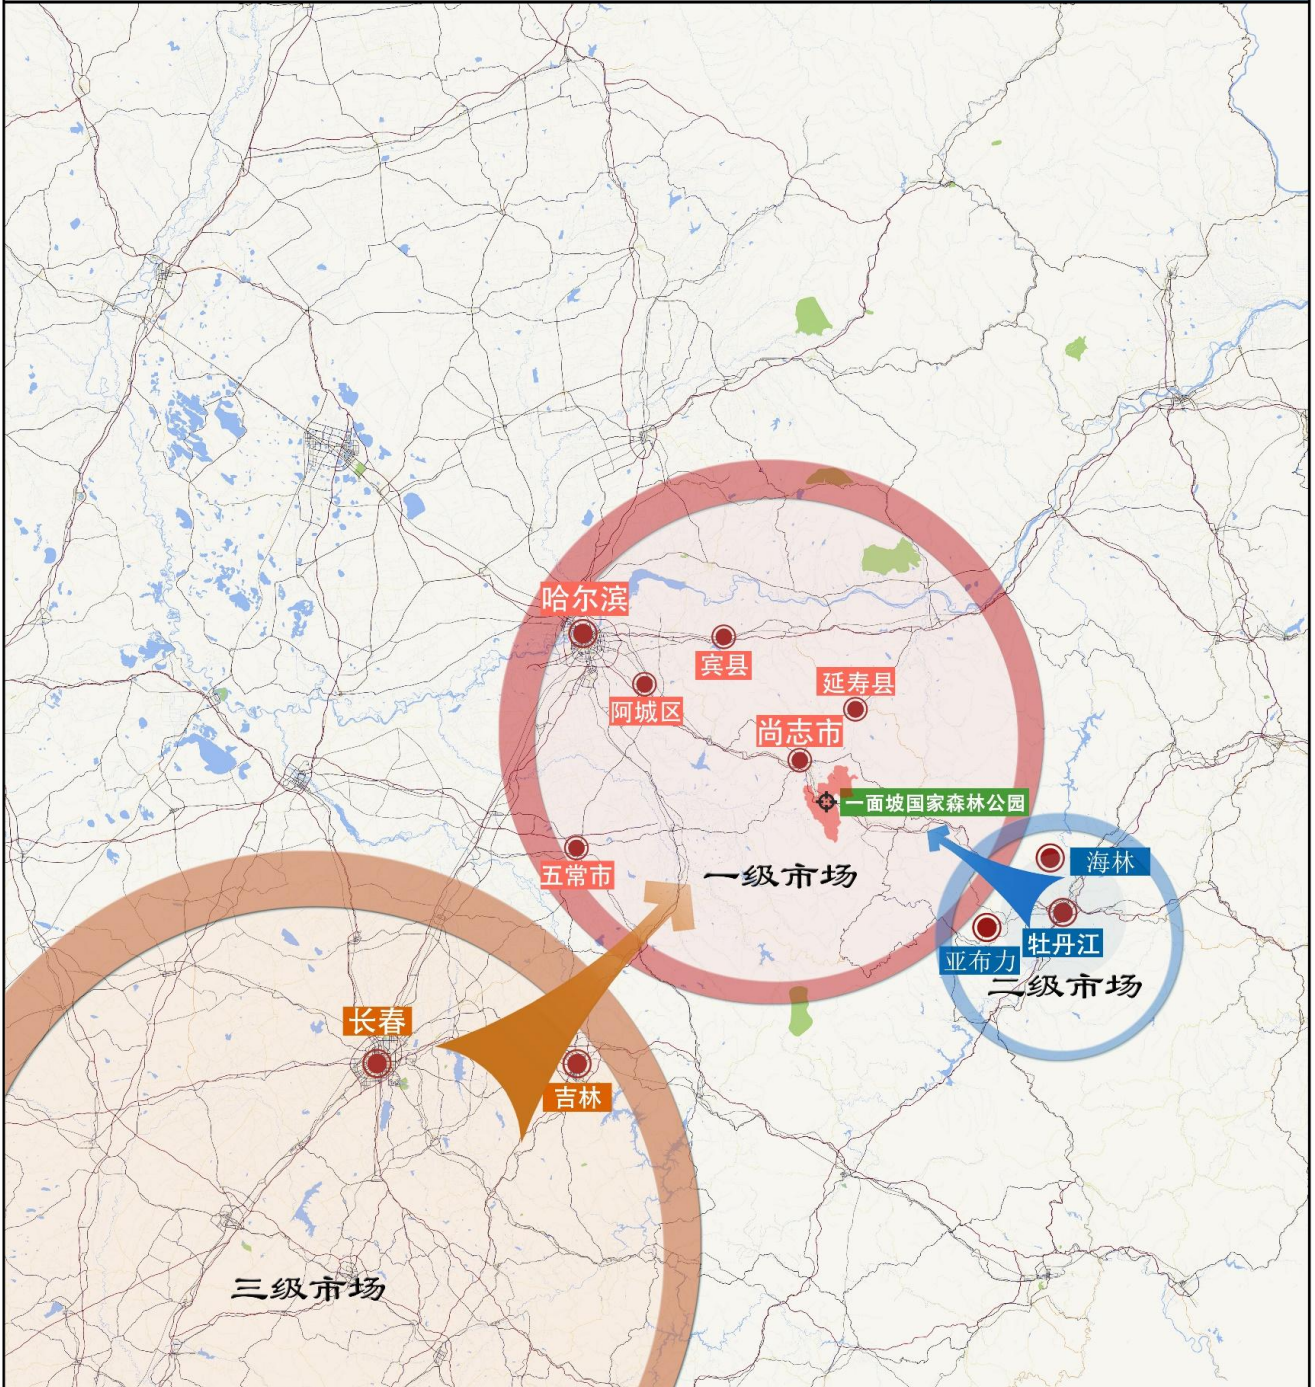 哈尔滨
宾县
延寿县
阿城区
尚志市
一面坡国家森林公园
五常市
一级市场
海林
牡丹江
亚布力
二级市场
长春
吉林
三级市场